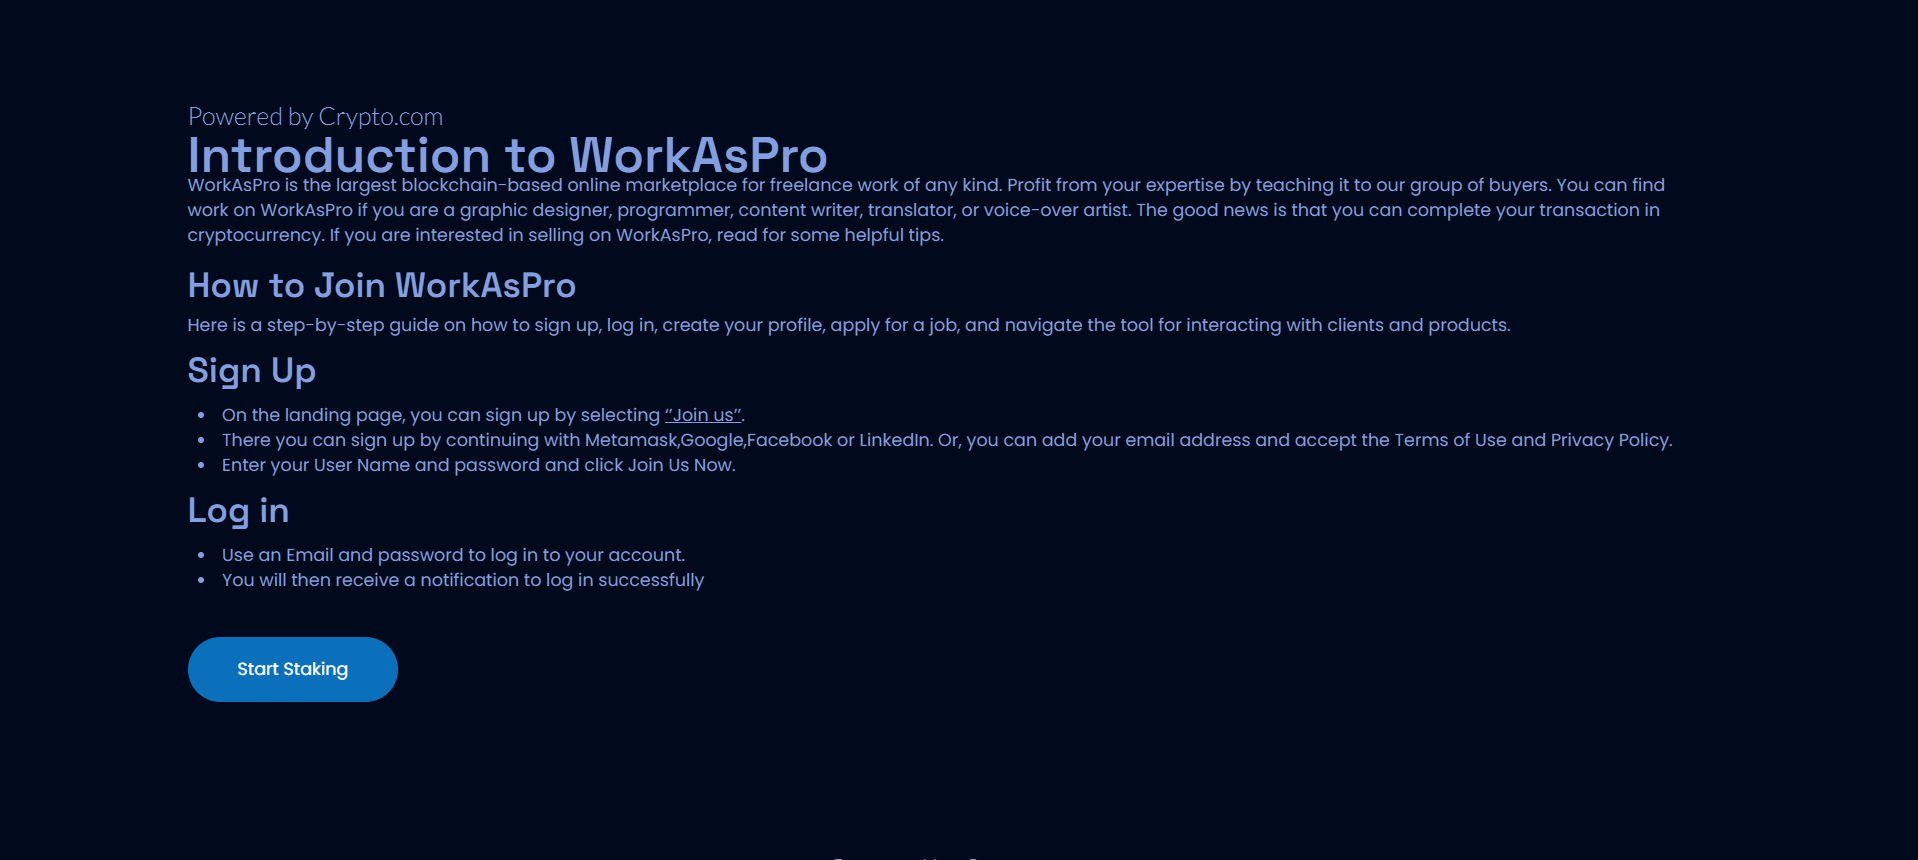 Powered by Crypto.com
Introduction to WorkAsPro
WorkAsPro is the largest blockchain-based online marketplace for freelance work of any kind. Profit from your expertise by teaching it to our group of buyers. You can find
work on WorkAsPro if you are a graphic designer, programmer, content writer, translator, or voice-over artist. The good news is that you can complete your transaction in
cryptocurrency. If you are interested in selling on WorkAsPro, read for some helpful tips.
How to Join WorkAsPro
Here is a step-by-step guide on how to sign up, log in, create your profile, apply for a job, and navigate the tool for interacting with clients and products.
Sign Up
• On the landing page, you can sign up by selecting “Join us”.
• There you can sign up by continuing with Metamask,Google,Facebook or LinkedIn. Or, you can add your email address and accept the Terms of Use and Privacy Policy.
• Enter your User Name and password and click Join Us Now.
Log in
• Use an Email and password to log in to your account.
• You will then receive a notification to log in successfully
Start Staking